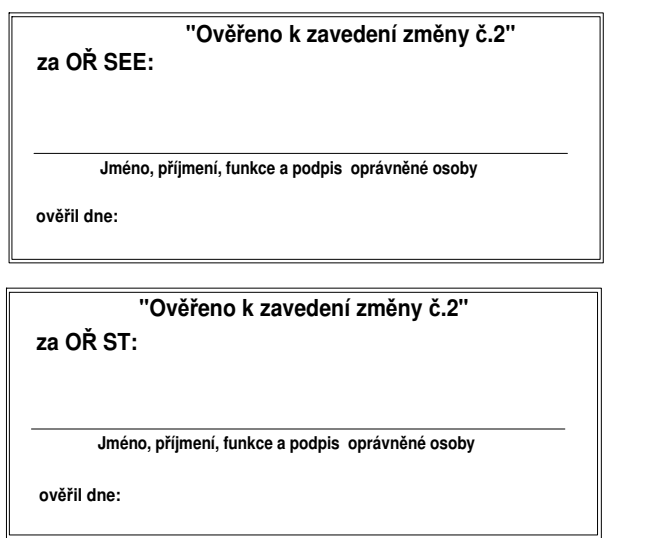 "Ověřeno k zavedení změny č.2"
za OŘ SEE:
Jméno, příjmení, funkce a podpis oprávněné osoby
ověřil dne:
"Ověřeno k zavedení změny č.2"
za OŘ ST:
Jméno, příjmení, funkce a podpis oprávněné osoby
ověřil dne: